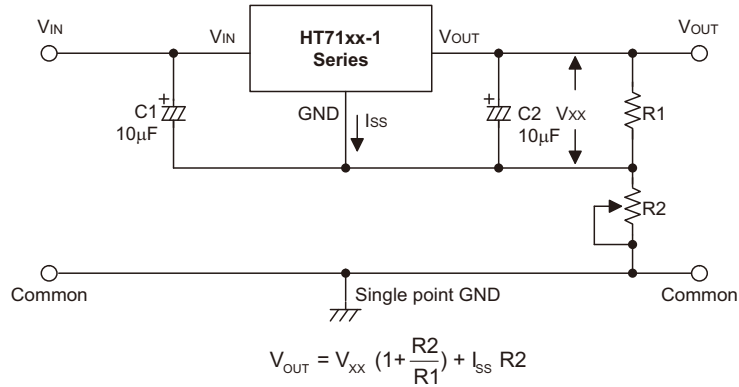 VIN
VIN
HT71xx-1
Series
VOUT
VOUT
C1
10μF
+
GND
ISS
+
C2
10μF
VXX
R1
R2
Common
Single point GND
Common
VOUT = VXX (1+R2/R1) + ISS R2